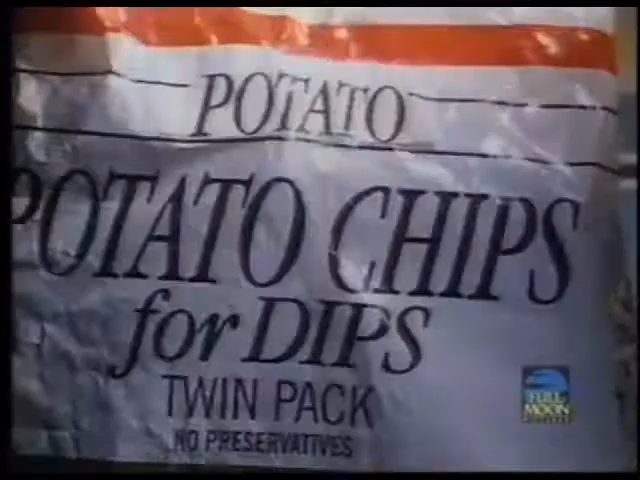 POTATO
POTATO CHIPS
for DIPS
TWIN PACK
NO PRESERVATIVES
FULL
MOON